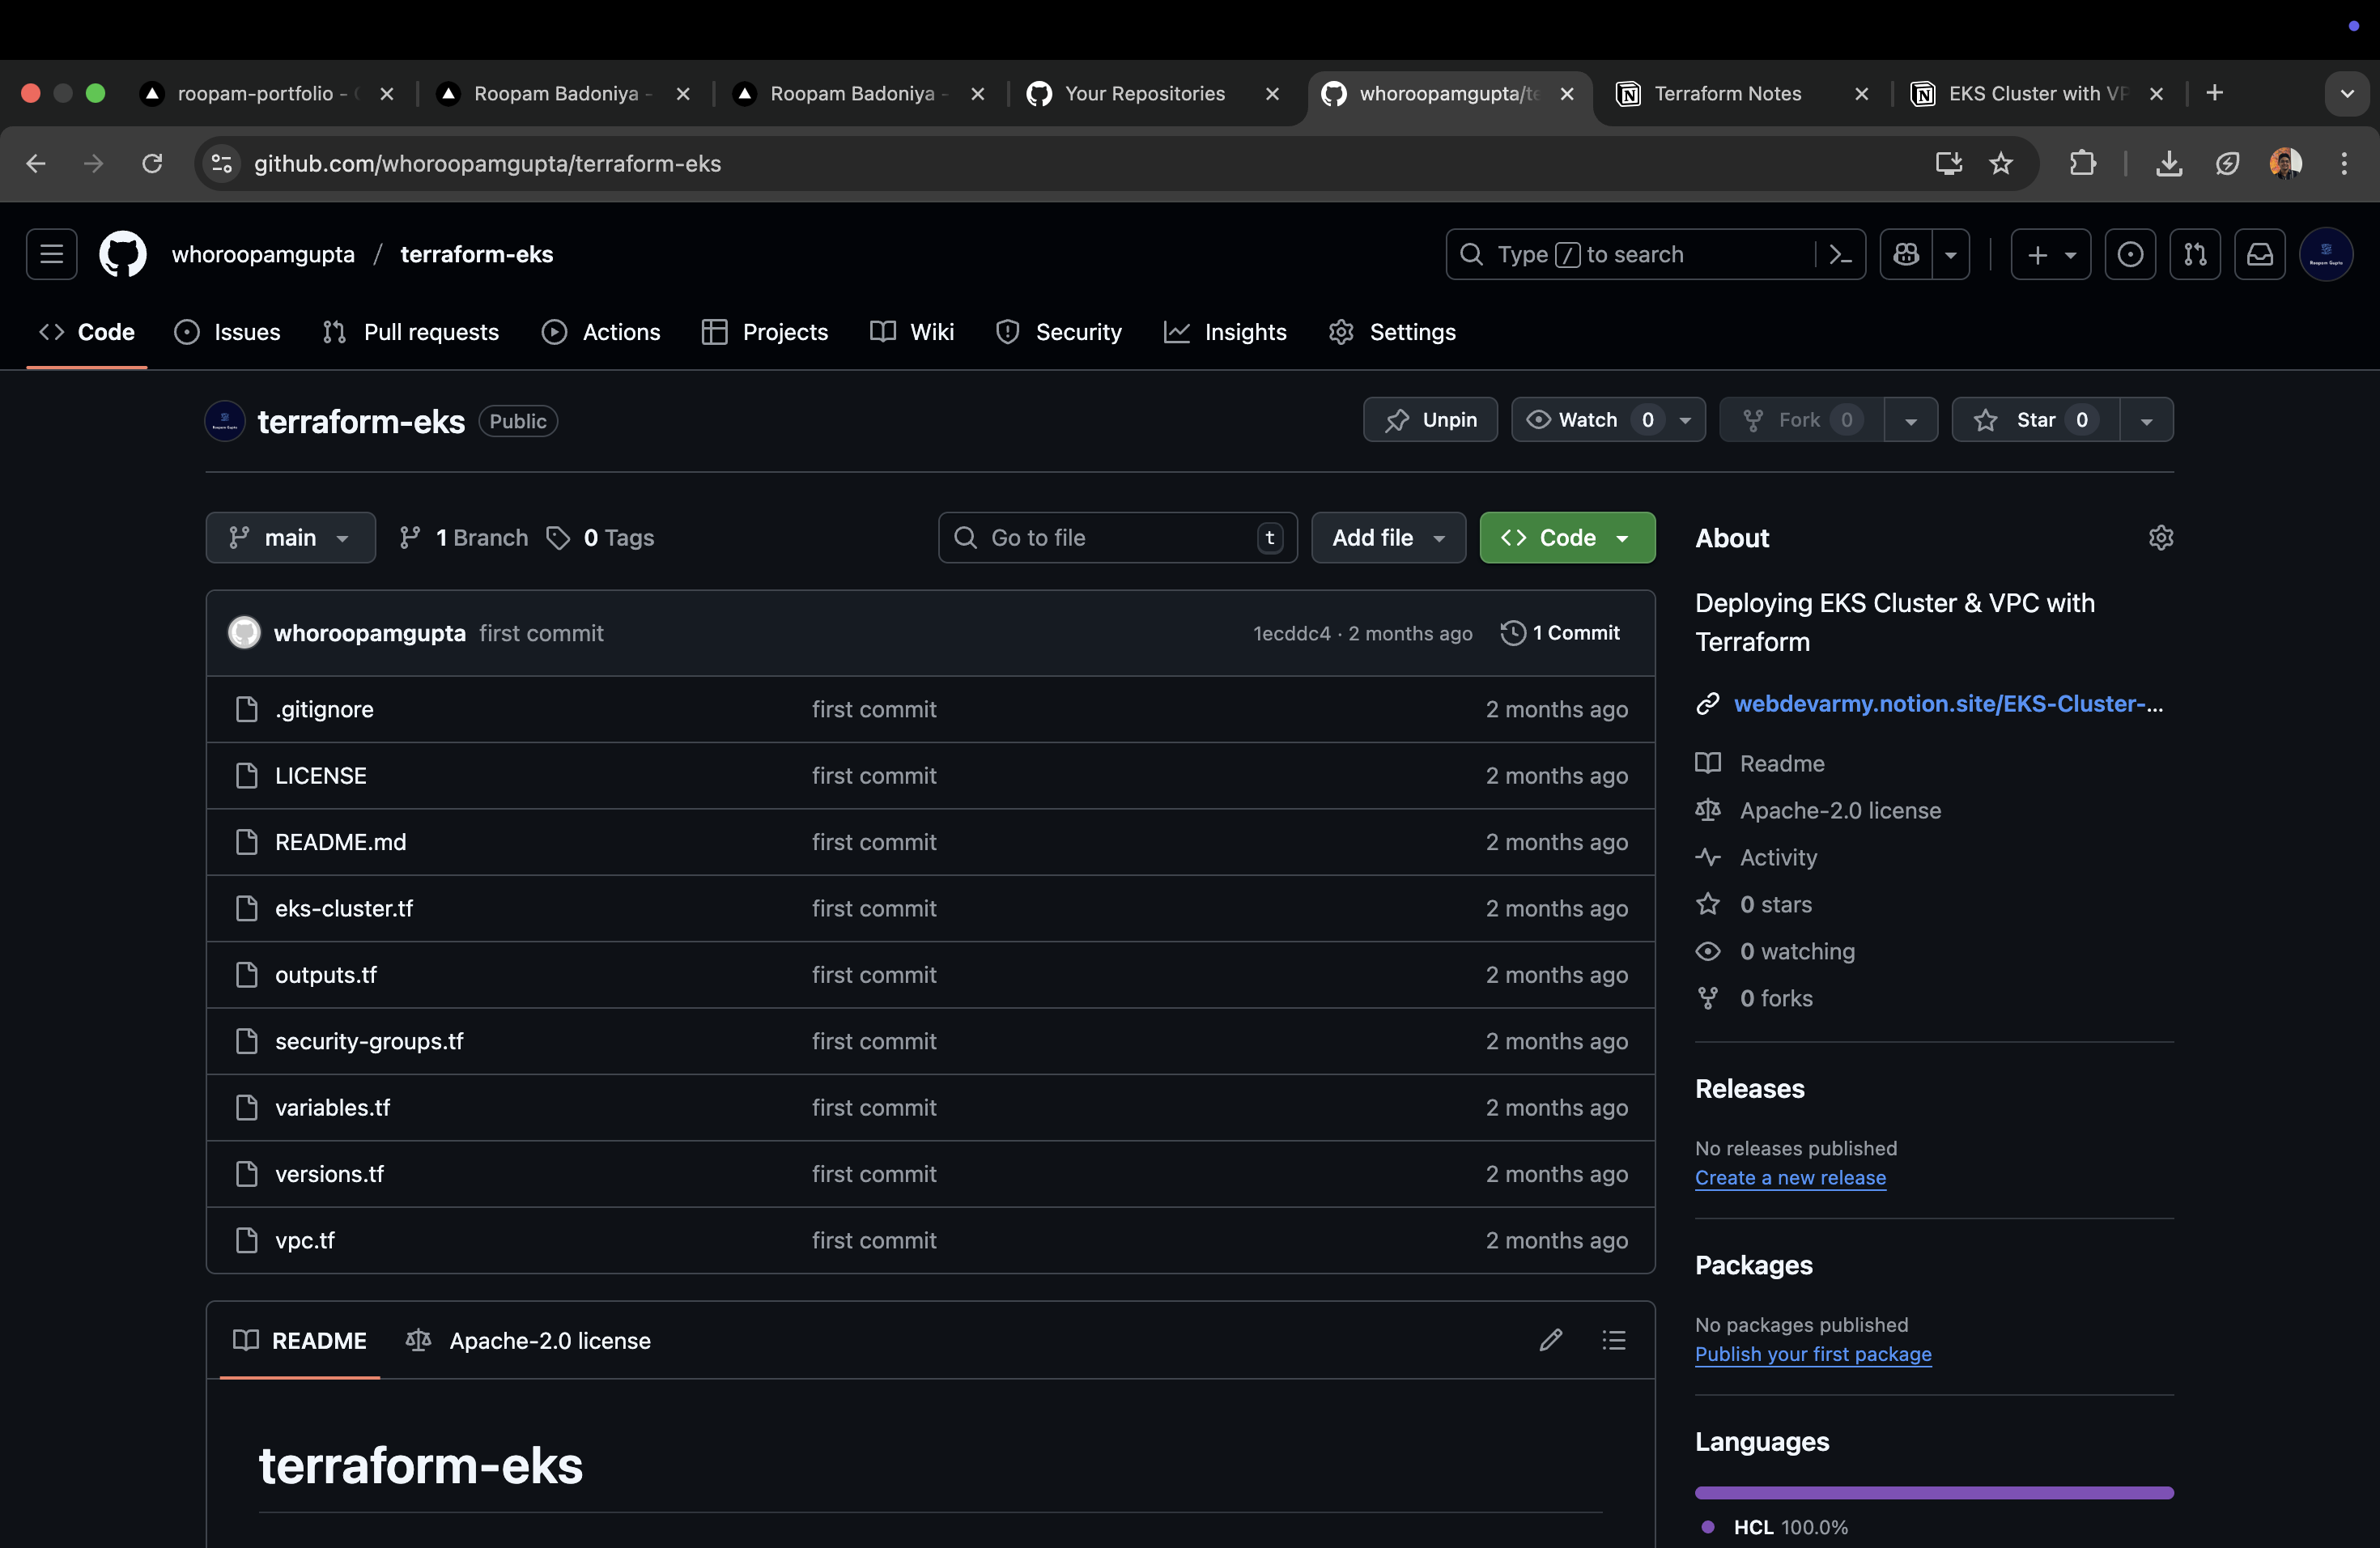 roopam-portfolio -
Roopam Badoniya -
Roopam Badoniya -
Your Repositories
whoroopamgupta/te
Terraform Notes
EKS Cluster with VP
github.com/whoroopamgupta/terraform-eks
whoroopamgupta / terraform-eks
Type / to search
Code
Issues
Pull requests
Actions
Projects
Wiki
Security
Insights
Settings
terraform-eks Public
Unpin
Watch 0
Fork 0
Star 0
main
1 Branch
0 Tags
Go to file t
Add file
Code
whoroopamgupta first commit 1ecddc4 · 2 months ago 1 Commit
.gitignore first commit 2 months ago
LICENSE first commit 2 months ago
README.md first commit 2 months ago
eks-cluster.tf first commit 2 months ago
outputs.tf first commit 2 months ago
security-groups.tf first commit 2 months ago
variables.tf first commit 2 months ago
versions.tf first commit 2 months ago
vpc.tf first commit 2 months ago
README
Apache-2.0 license
terraform-eks
About
Deploying EKS Cluster & VPC with
Terraform
webdevarmy.notion.site/EKS-Cluster-...
Readme
Apache-2.0 license
Activity
0 stars
0 watching
0 forks
Releases
No releases published
Create a new release
Packages
No packages published
Publish your first package
Languages
HCL 100.0%